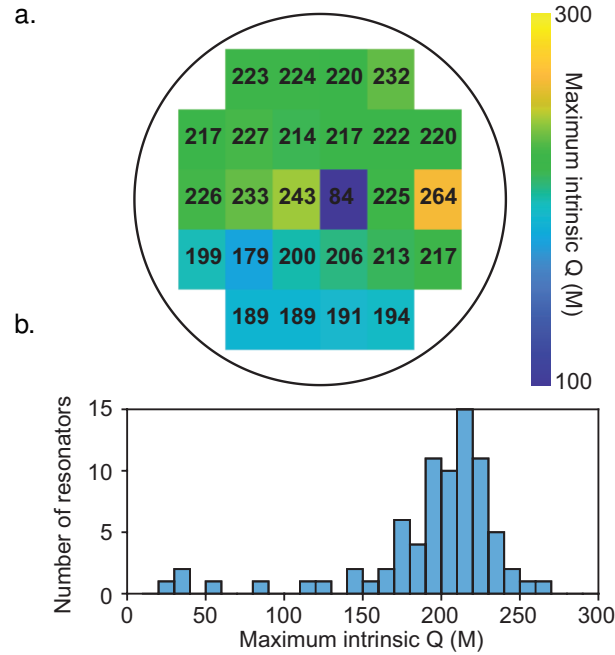 a.
223 224 220 232
217 227 214 217 222 220
226 233 243 84 225 264
199 179 200 206 213 217
189 189 191 194
300
Maximum intrinsic Q (M)
100
b.
15
10
5
0
Number of resonators
0 50 100 150 200 250 300
Maximum intrinsic Q (M)